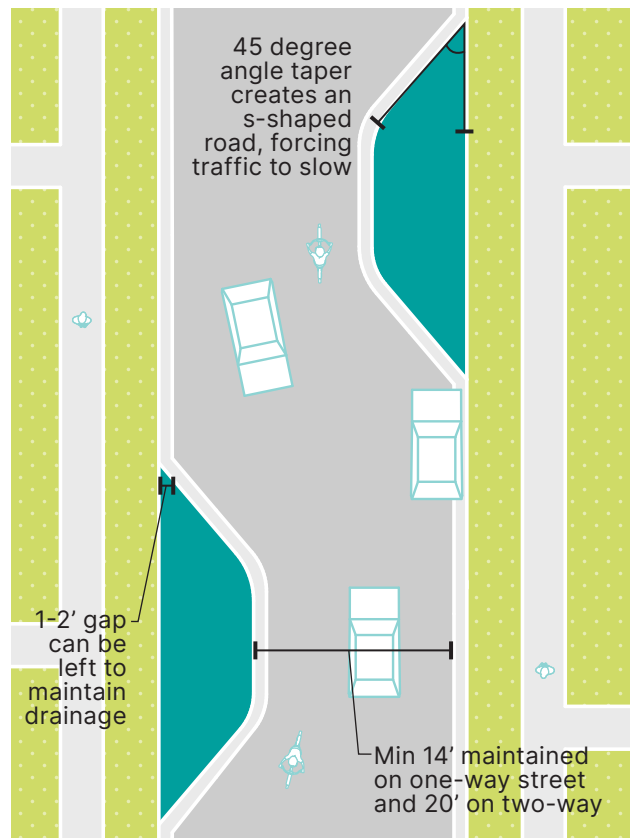 45 degree
angle taper
creates an
s-shaped
road, forcing
traffic to slow
1-2’ gap
can be
left to
maintain
drainage
Min 14’ maintained
on one-way street
and 20’ on two-way